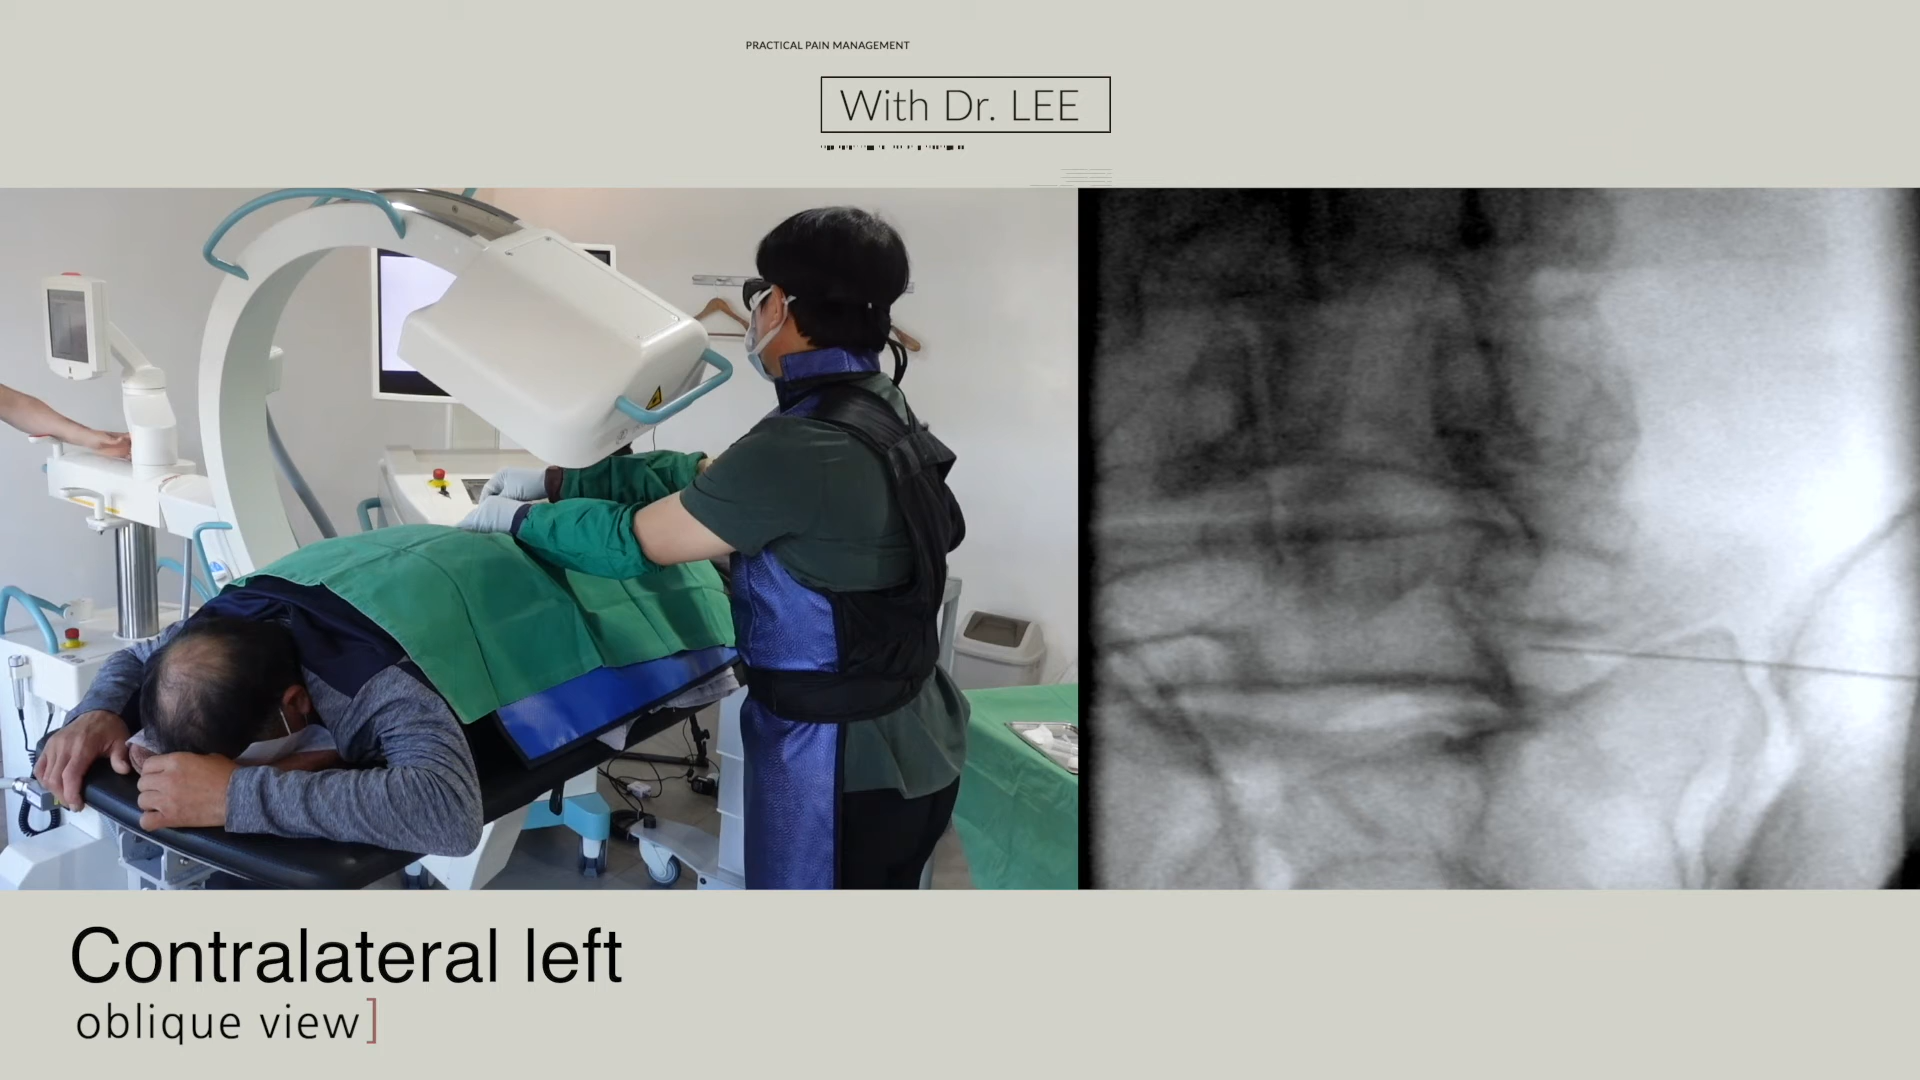 PRACTICAL PAIN MANAGEMENT
With Dr. LEE
Contralateral left
oblique view]